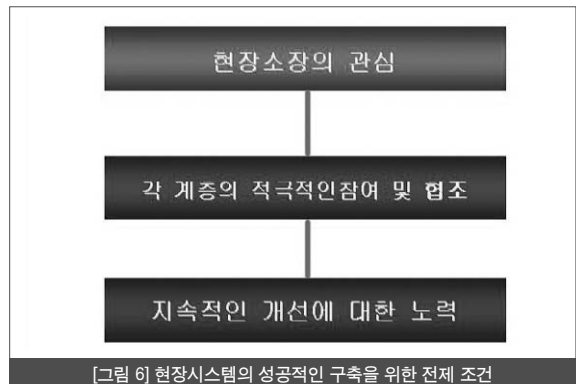 현장소장의 관심
각 계층의 적극적인참여 및 협조
지속적인 개선에 대한 노력
[그림 6] 현장시스템의 성공적인 구축을 위한 전제 조건